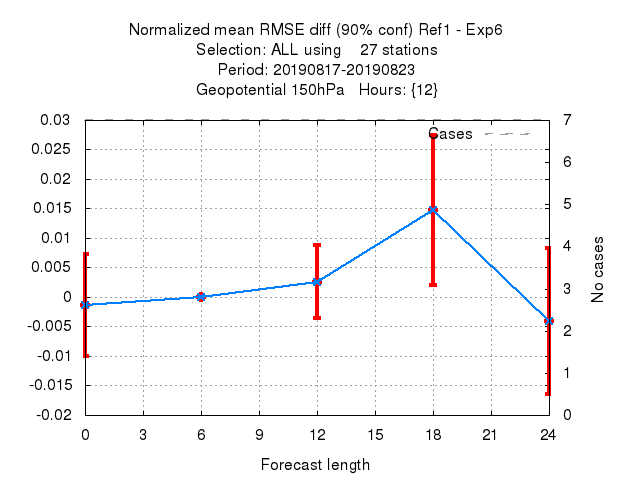 Normalized mean RMSE diff (90% conf) Ref1 - Exp6
Selection: ALL using    27 stations
Period: 20190817-20190823
Geopotential 150hPa   Hours: {12}
Cases
0.03
0.025
0.02
0.015
0.01
0.005
0
-0.005
-0.01
-0.015
-0.02
7
6
5
4
3
2
1
0
No cases
0 3 6 9 12 15 18 21 24
Forecast length